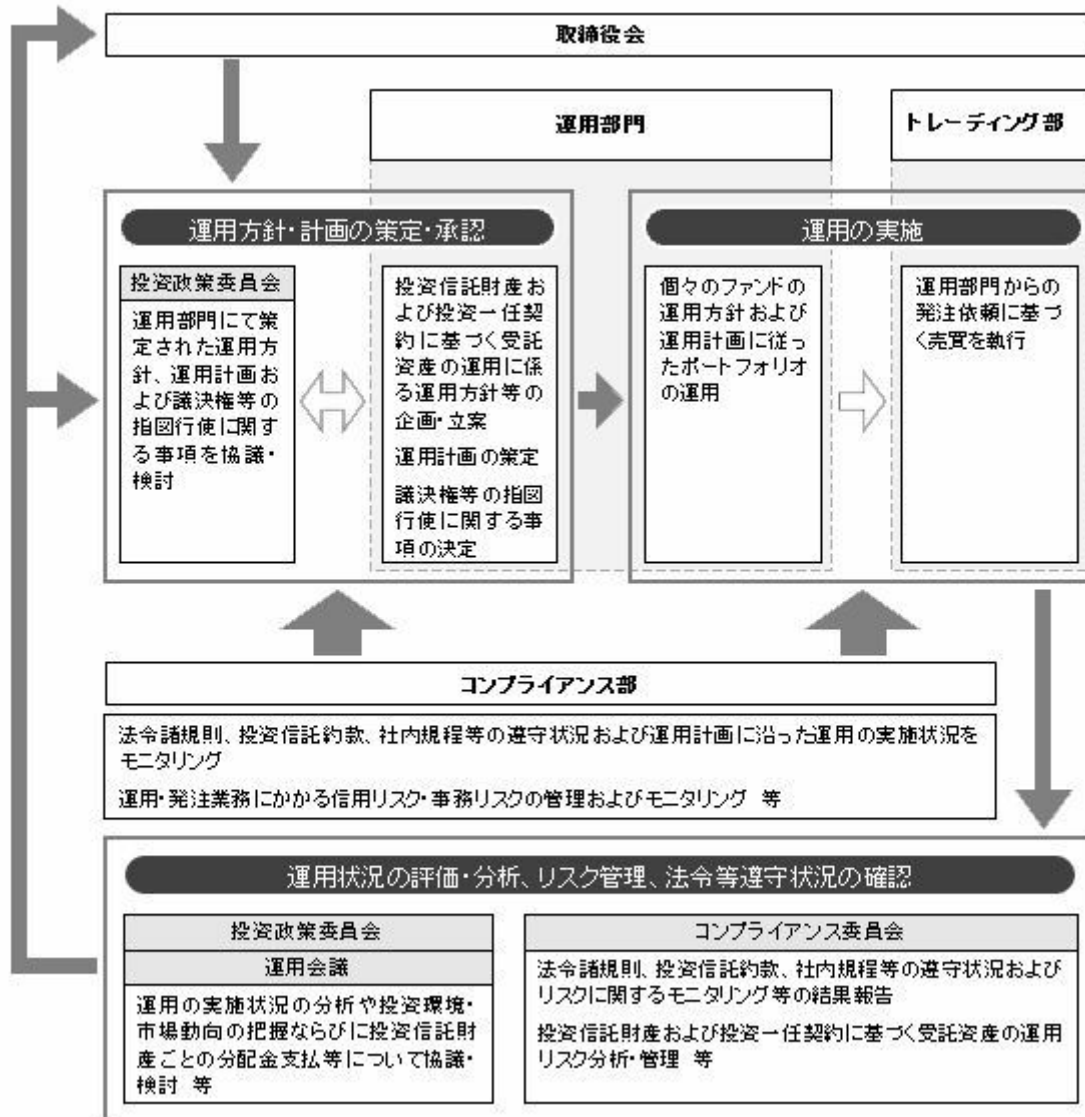 取締役会
運用部門
トレーディング部
運用方針・計画の策定・承認
投資政策委員会
運用部門にて策
定された運用方
針、運用計画お
よび議決権等の
指図行使に関す
る事項を協議・
検討
投資信託財産お
よび投資一任契
約に基づく受託
資産の運用に係
る運用方針等の
企画・立案
運用計画の策定
議決権等の指図
行使に関する事
項の決定
運用の実施
個々のファンドの
運用方針および
運用計画に従っ
たポートフォリオ
の運用
運用部門からの
発注依頼に基づ
く売買を執行
コンプライアンス部
法令諸規則、投資信託約款、社内規程等の遵守状況および運用計画に沿った運用の実施状況を
モニタリング
運用・発注業務にかかる信用リスク・事務リスクの管理およびモニタリング 等
運用状況の評価・分析、リスク管理、法令等遵守状況の確認
投資政策委員会
運用会議
運用の実施状況の分析や投資環境・
市場動向の把握ならびに投資信託財
産ごとの分配金支払等について協議・
検討 等
コンプライアンス委員会
法令諸規則、投資信託約款、社内規程等の遵守状況および
リスクに関するモニタリング等の結果報告
投資信託財産および投資一任契約に基づく受託資産の運用
リスク分析・管理 等